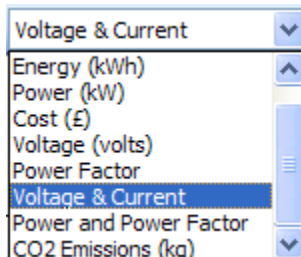 Voltage & Current
Energy (kWh)
Power (kW)
Cost (£)
Voltage (volts)
Power Factor
Voltage & Current
Power and Power Factor
CO2 Emissions (kg)